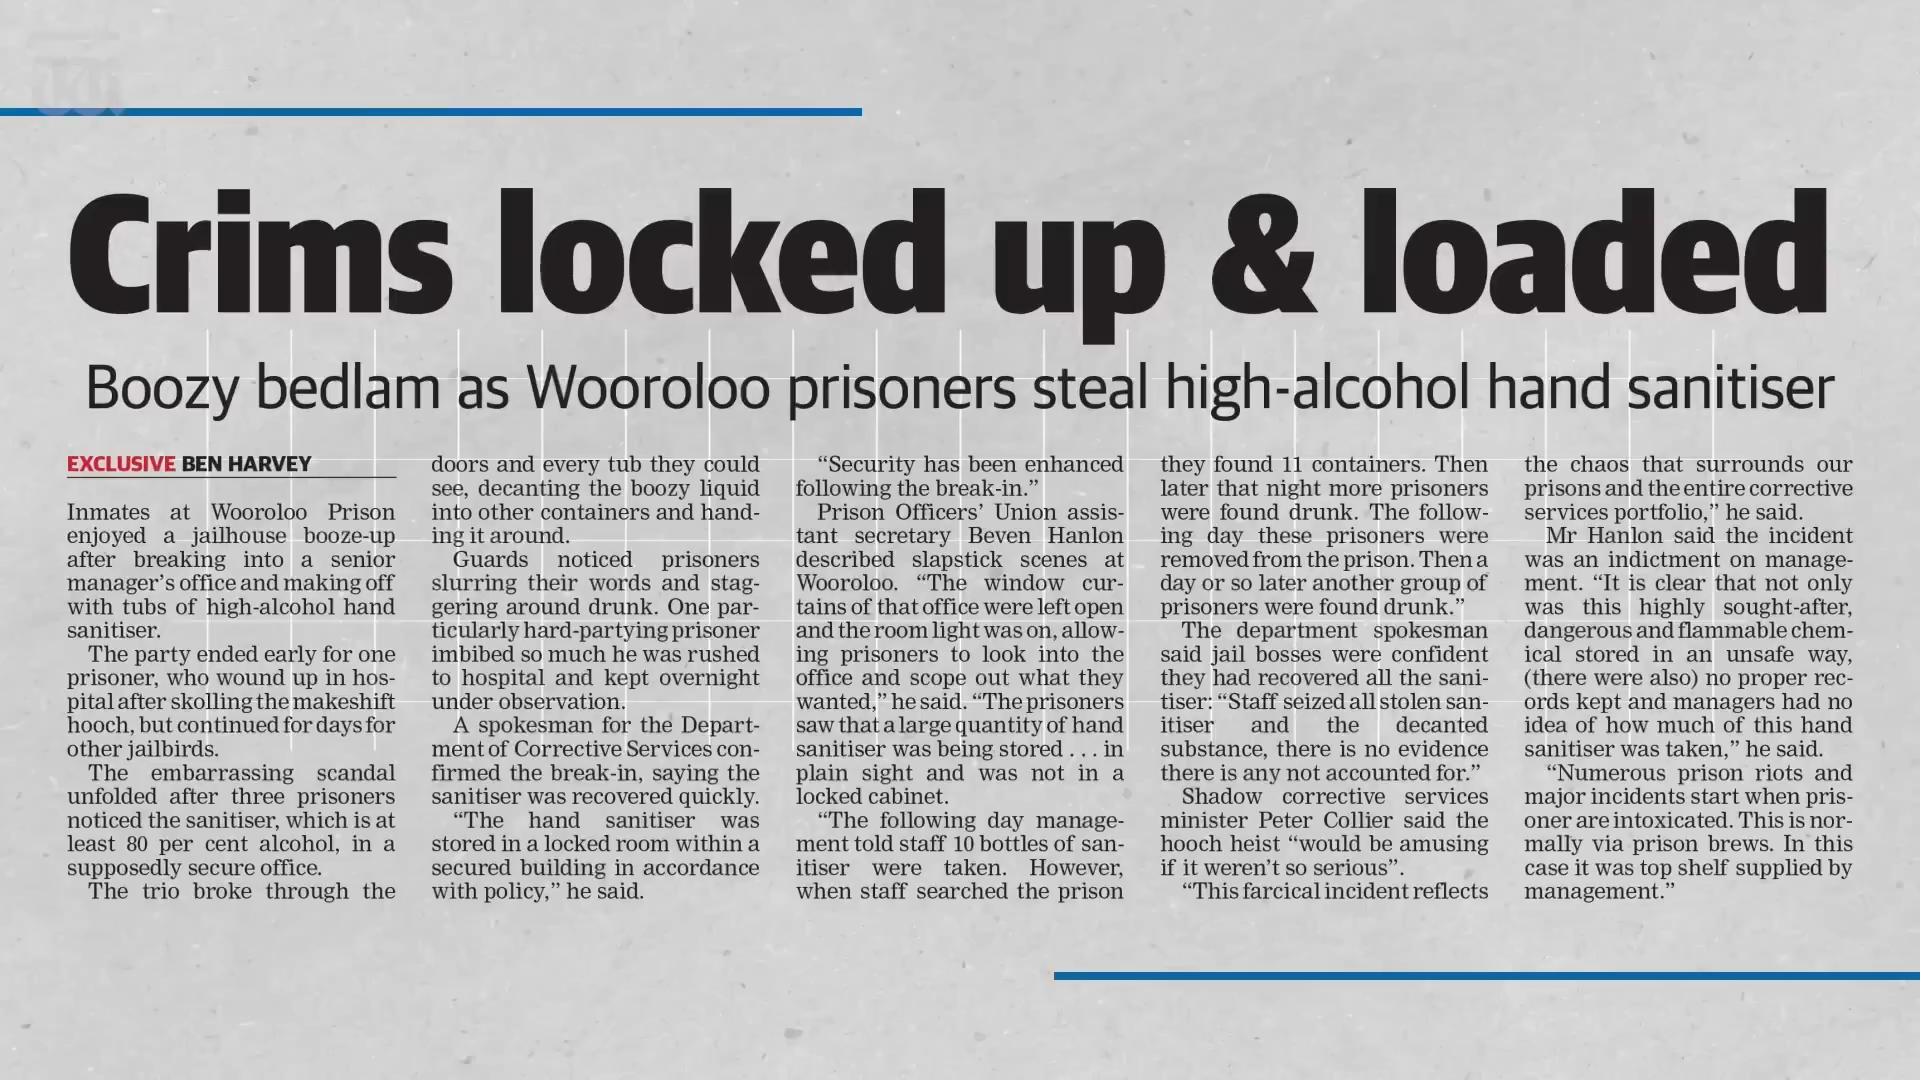 Crims locked up & loaded
Boozy bedlam as Wooroloo prisoners steal high-alcohol hand sanitiser
EXCLUSIVE BEN HARVEY
Inmates at Wooroloo Prison
enjoyed a jailhouse booze-up
after breaking into a senior
manager's office and making off
with tubs of high-alcohol hand
sanitiser.
The party ended early for one
prisoner, who wound up in hos-
pital after skolling the makeshift
hooch, but continued for days for
other jailbirds.
The embarrassing scandal
unfolded after three prisoners
noticed the sanitiser, which is at
least 80 per cent alcohol, in a
supposedly secure office.
The trio broke through the
doors and every tub they could
see, decanting the boozy liquid
into other containers and hand-
ing it around.
Guards noticed prisoners
slurring their words and stag-
gering around drunk. One par-
ticularly hard-partying prisoner
imbibed so much he was rushed
to hospital and kept overnight
under observation.
A spokesman for the Depart-
ment of Corrective Services con-
firmed the break-in, saying the
sanitiser was recovered quickly.
“The hand sanitiser was
stored in a locked room within a
secured building in accordance
with policy,” he said.
“Security has been enhanced
following the break-in.”
Prison Officers' Union assis-
tant secretary Beven Hanlon
described slapstick scenes at
Wooroloo. “The window cur-
tains of that office were left open
and the room light was on, allow-
ing prisoners to look into the
office and scope out what they
wanted,” he said. “The prisoners
saw that a large quantity of hand
sanitiser was being stored . . . in
plain sight and was not in a
locked cabinet.
“The following day manage-
ment told staff 10 bottles of san-
itiser were taken. However,
when staff searched the prison
they found 11 containers. Then
later that night more prisoners
were found drunk. The follow-
ing day these prisoners were
removed from the prison. Then a
day or so later another group of
prisoners were found drunk.”
The department spokesman
said jail bosses were confident
they had recovered all the sani-
tiser: “Staff seized all stolen san-
itiser and the decanted
substance, there is no evidence
there is any not accounted for.”
Shadow corrective services
minister Peter Collier said the
hooch heist “would be amusing
if it weren't so serious”.
“This farcical incident reflects
the chaos that surrounds our
prisons and the entire corrective
services portfolio,” he said.
Mr Hanlon said the incident
was an indictment on manage-
ment. “It is clear that not only
was this highly sought-after,
dangerous and flammable chem-
ical stored in an unsafe way,
(there were also) no proper rec-
ords kept and managers had no
idea of how much of this hand
sanitiser was taken,” he said.
“Numerous prison riots and
major incidents start when pris-
oner are intoxicated. This is nor-
mally via prison brews. In this
case it was top shelf supplied by
management.”